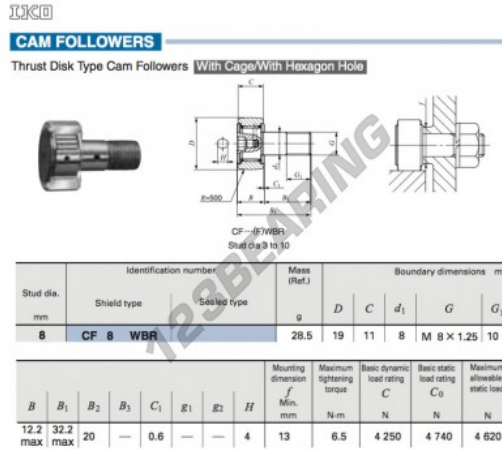 IKO
CAM FOLLOWERS
Thrust Disk Type Cam Followers With Cage/With Hexagon Hole
C
D
H
d1
G
G1
C1
R=500
B B2
B1
f
CF…(F)WBR
Stud dia 3 to 10
123BEARING
Stud dia. Identification number Mass (Ref.) Boundary dimensions m
mm Shield type Sealed type g D C d1 G G1
8 CF 8 WBR 28.5 19 11 8 M 8×1.25 10
B B1 B2 B3 C1 g1 g2 H Mounting dimension f Min. mm Maximum tightening torque N-m Basic dynamic load rating C N Basic static load rating C0 N Maximum allowable static load N
12.2 max 32.2 max 20 — 0.6 — — 4 13 6.5 4 250 4 740 4 620